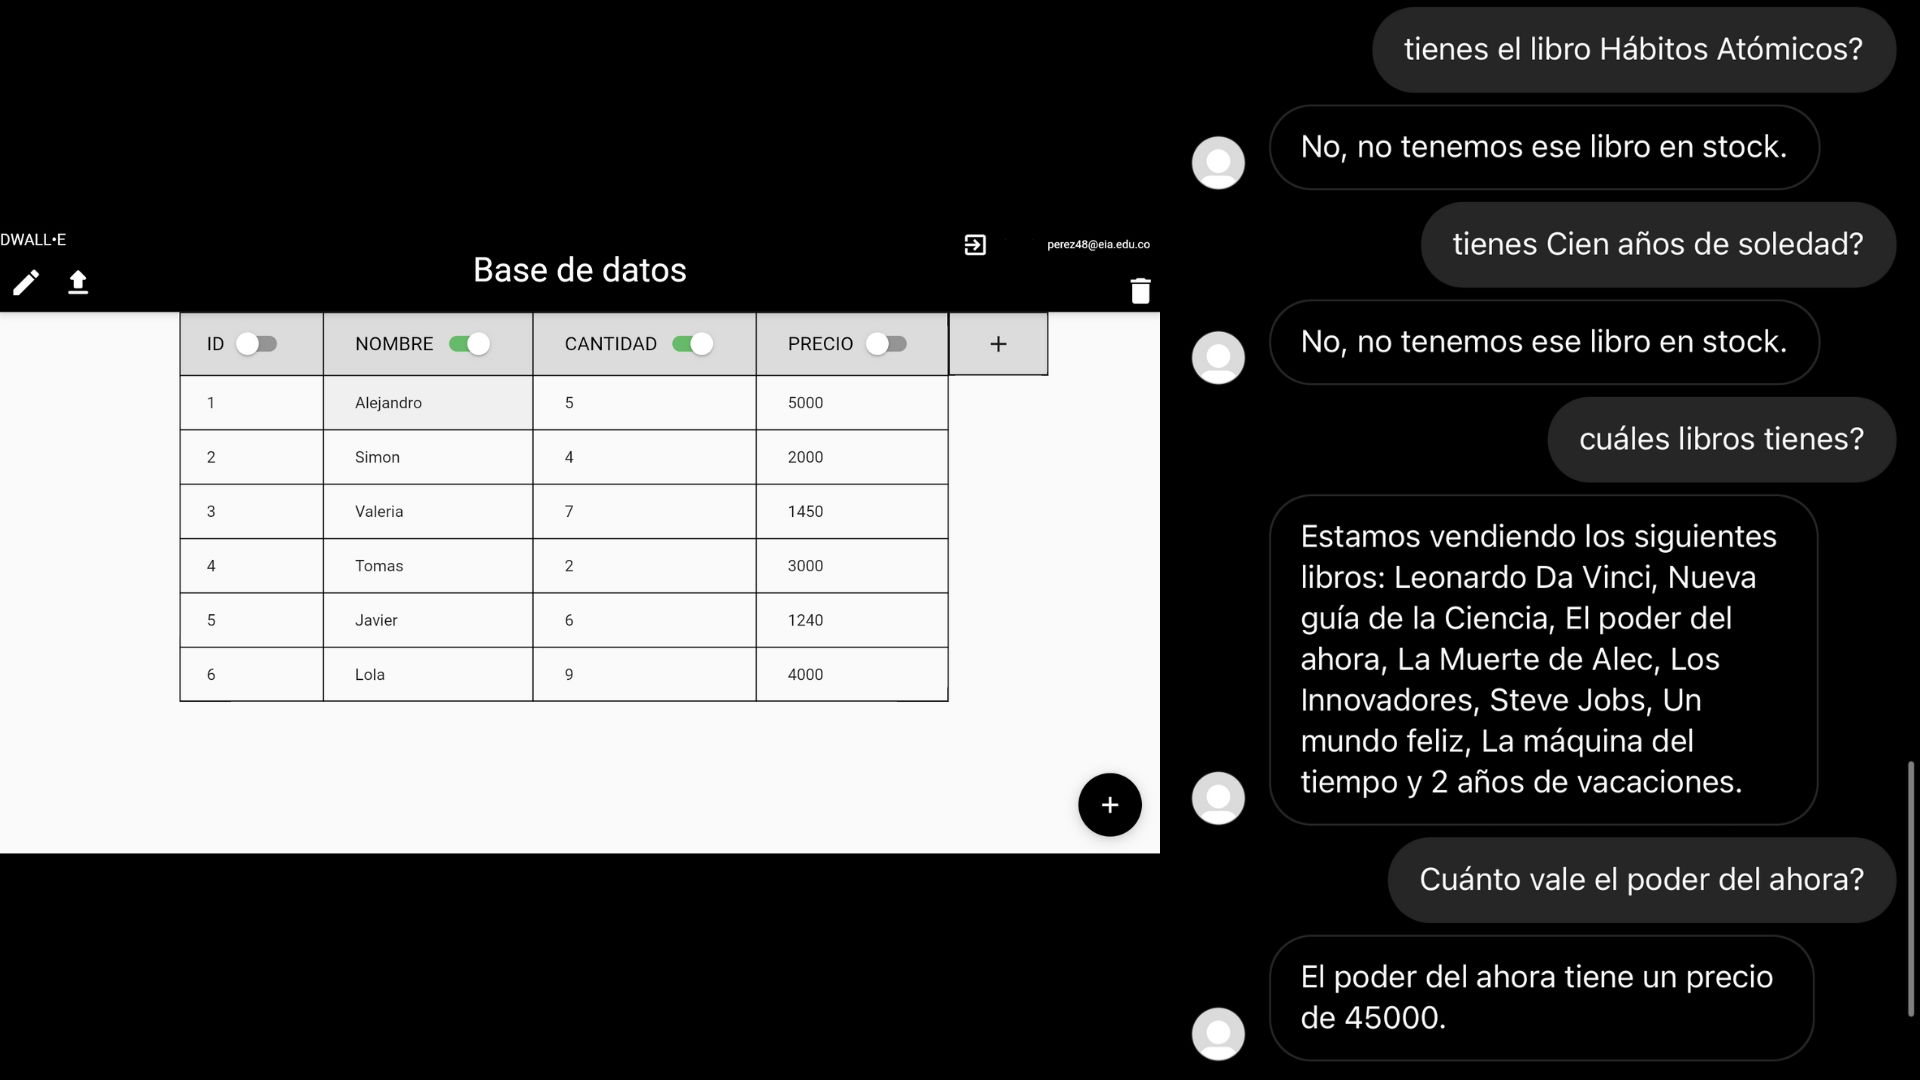 DWALL•E
perez48@eia.edu.co
Base de datos
ID NOMBRE CANTIDAD PRECIO +
1 Alejandro 5 5000
2 Simon 4 2000
3 Valeria 7 1450
4 Tomas 2 3000
5 Javier 6 1240
6 Lola 9 4000
+
tienes el libro Hábitos Atómicos?
No, no tenemos ese libro en stock.
tienes Cien años de soledad?
No, no tenemos ese libro en stock.
cuáles libros tienes?
Estamos vendiendo los siguientes
libros: Leonardo Da Vinci, Nueva
guía de la Ciencia, El poder del
ahora, La Muerte de Alec, Los
Innovadores, Steve Jobs, Un
mundo feliz, La máquina del
tiempo y 2 años de vacaciones.
Cuánto vale el poder del ahora?
El poder del ahora tiene un precio
de 45000.